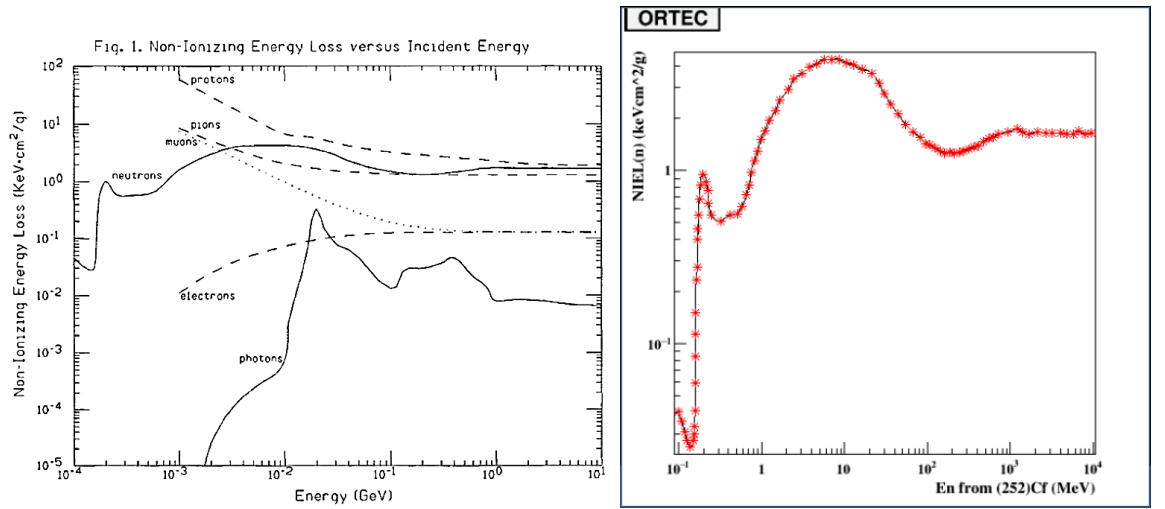 Fig. 1. Non-Ionizing Energy Loss versus Incident Energy
Non-Ionizing Energy Loss (KeV·cm²/g)
10²
10¹
10⁰
10⁻¹
10⁻²
10⁻³
10⁻⁴
10⁻⁵
protons
pions
muons
neutrons
electrons
photons
10⁻⁴ 10⁻³ 10⁻² 10⁻¹ 10⁰ 10¹
Energy (GeV)
ORTEC
NIEL(n) (keVcm^2/g)
1
10⁻¹
10⁻¹ 1 10 10² 10³ 10⁴
En from (252)Cf (MeV)